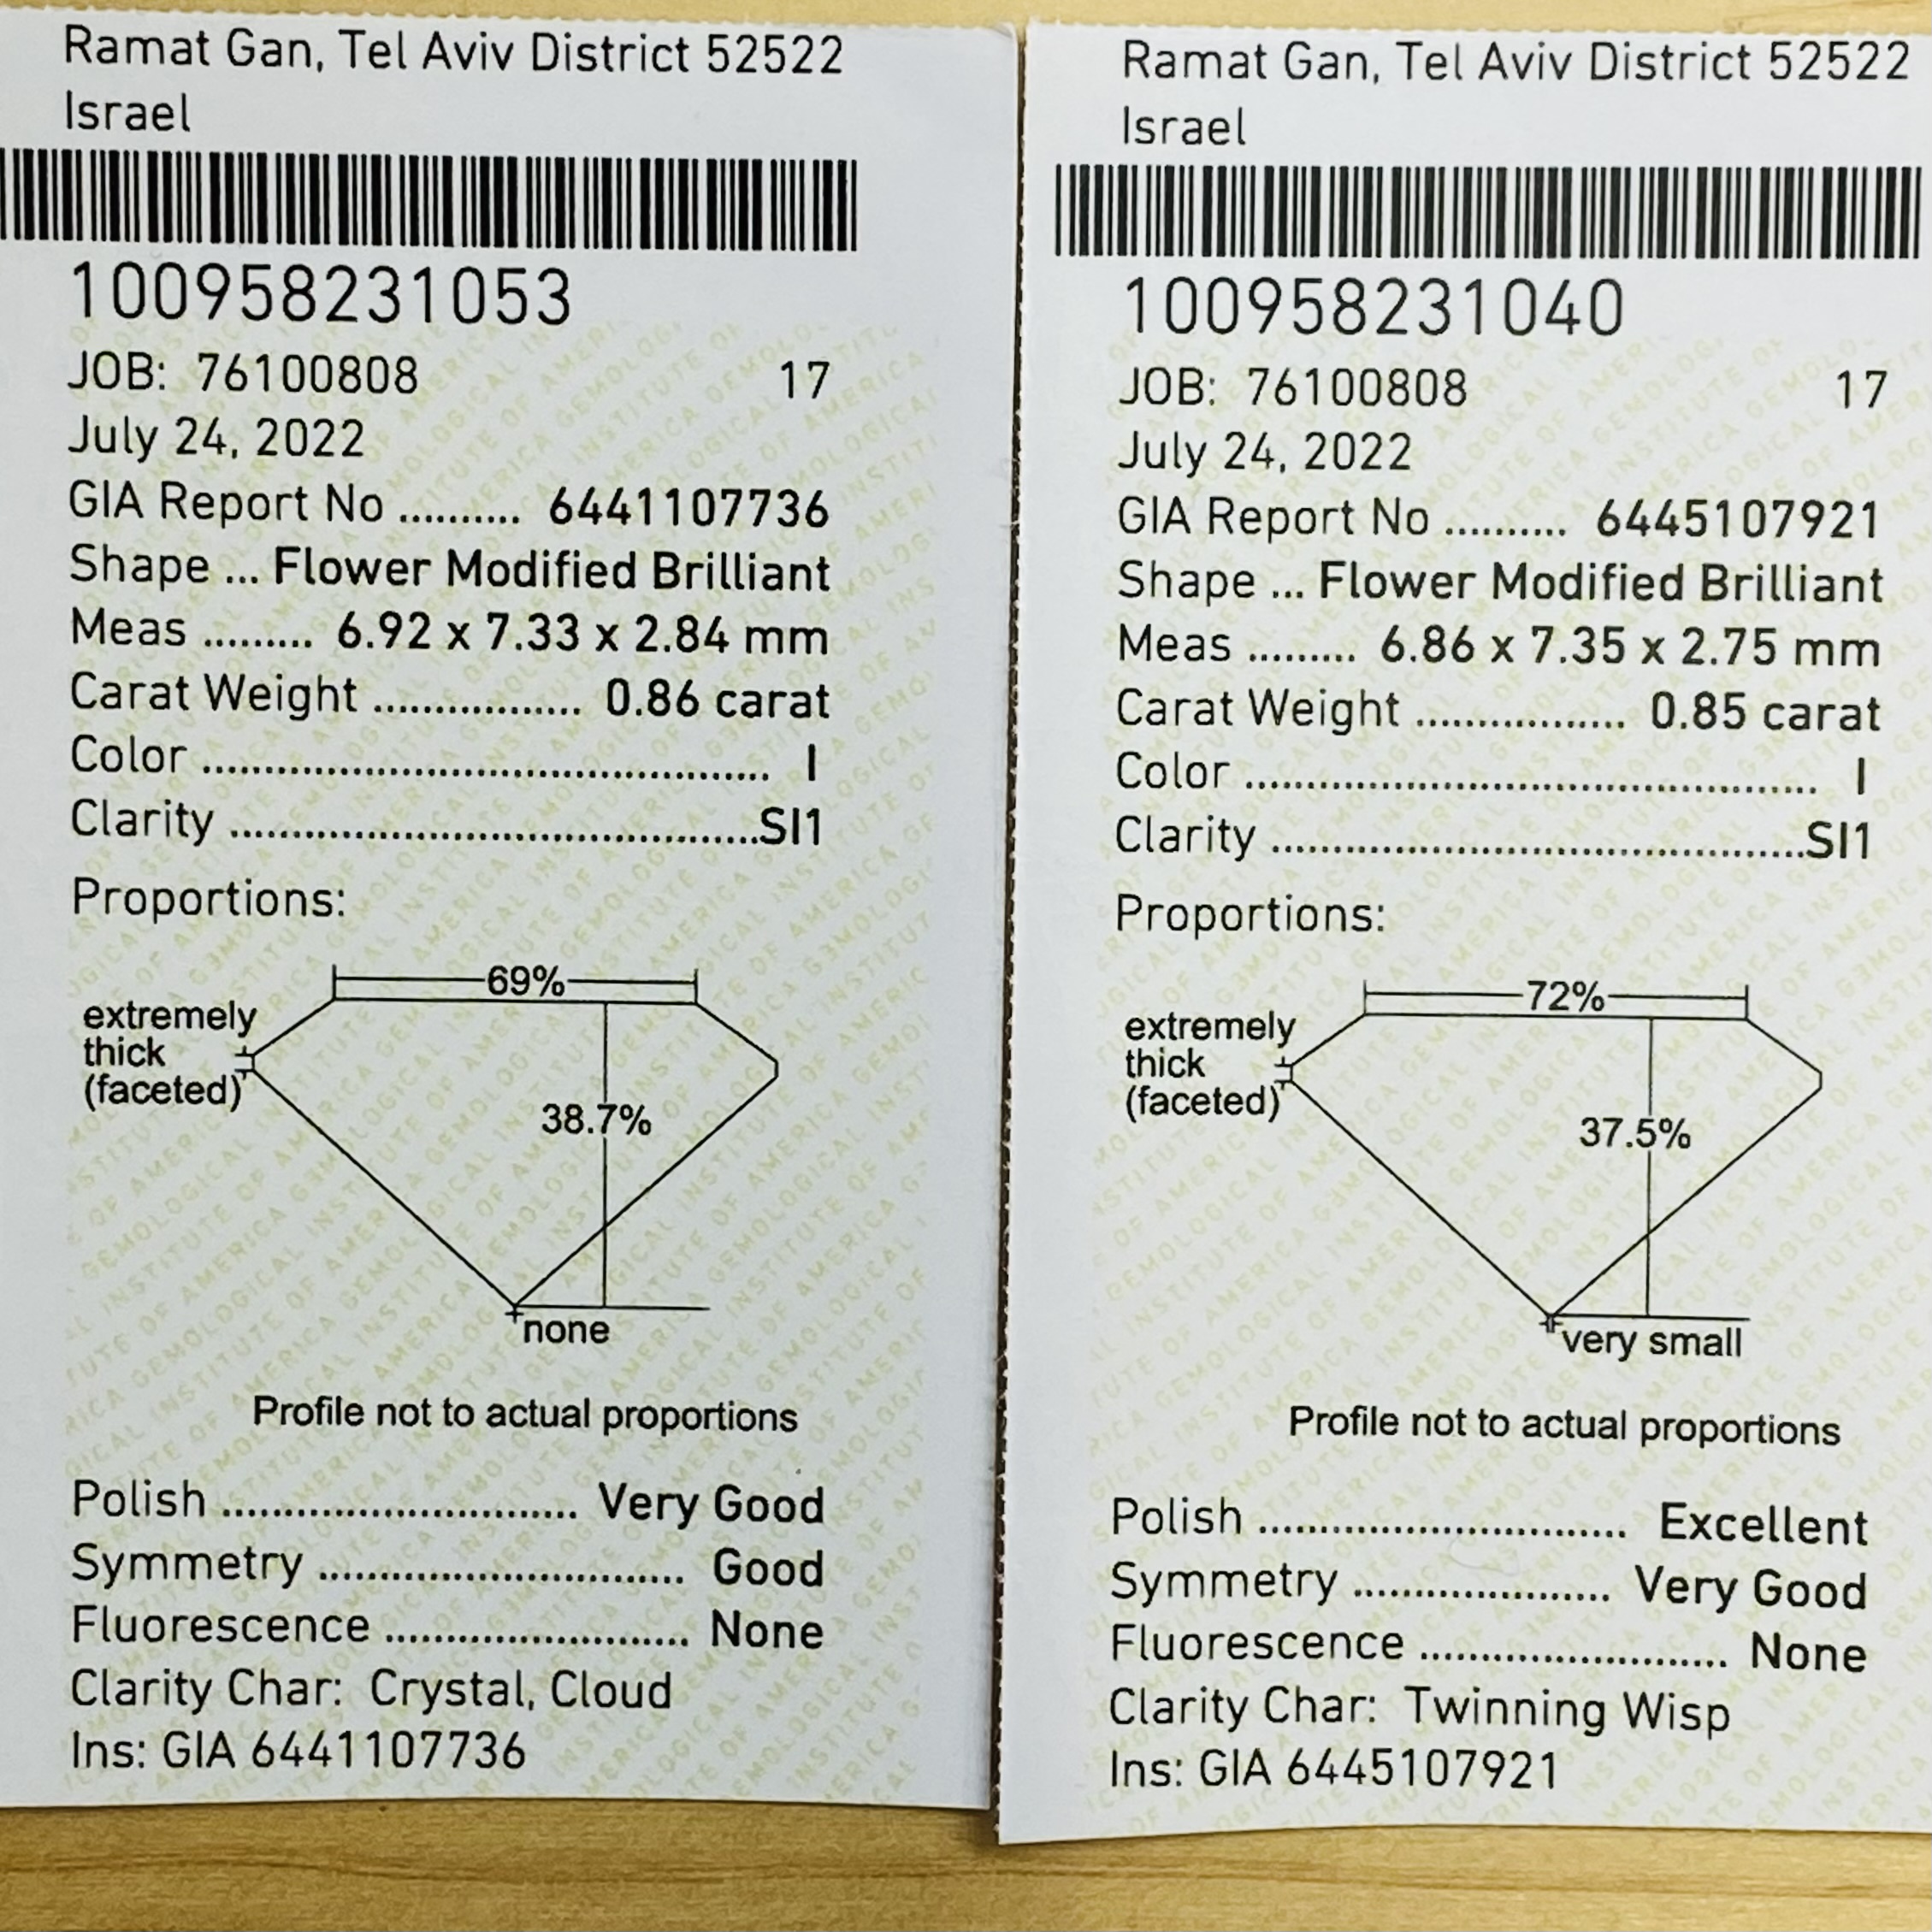 Ramat Gan, Tel Aviv District 52522
Israel
100958231053
JOB: 76100808 17
July 24, 2022
GIA Report No .......... 6441107736
Shape ... Flower Modified Brilliant
Meas ......... 6.92 x 7.33 x 2.84 mm
Carat Weight ................. 0.86 carat
Color .............................................. I
Clarity ...........................................SI1
Proportions:
69%
extremely
thick
(faceted)
38.7%
none
Profile not to actual proportions
Polish ............................. Very Good
Symmetry .............................. Good
Fluorescence ......................... None
Clarity Char: Crystal, Cloud
Ins: GIA 6441107736
Ramat Gan, Tel Aviv District 52522
Israel
100958231040
JOB: 76100808 17
July 24, 2022
GIA Report No .......... 6445107921
Shape ... Flower Modified Brilliant
Meas ......... 6.86 x 7.35 x 2.75 mm
Carat Weight ................. 0.85 carat
Color .............................................. I
Clarity ...........................................SI1
Proportions:
72%
extremely
thick
(faceted)
37.5%
very small
Profile not to actual proportions
Polish .............................. Excellent
Symmetry ..................... Very Good
Fluorescence ......................... None
Clarity Char: Twinning Wisp
Ins: GIA 6445107921